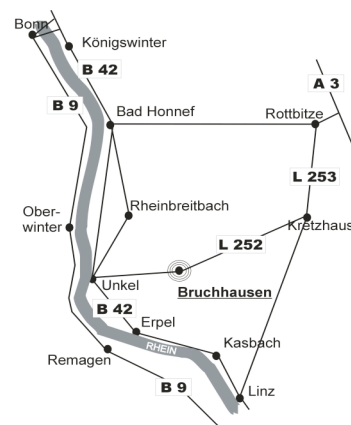 Bonn
Königswinter
B 42
B 9
A 3
Bad Honnef
Rottbitze
L 253
Rheinbreitbach
Ober-
winter
Kretzhaus
L 252
Unkel
Bruchhausen
B 42
Erpel
RHEIN
Kasbach
Remagen
B 9
Linz